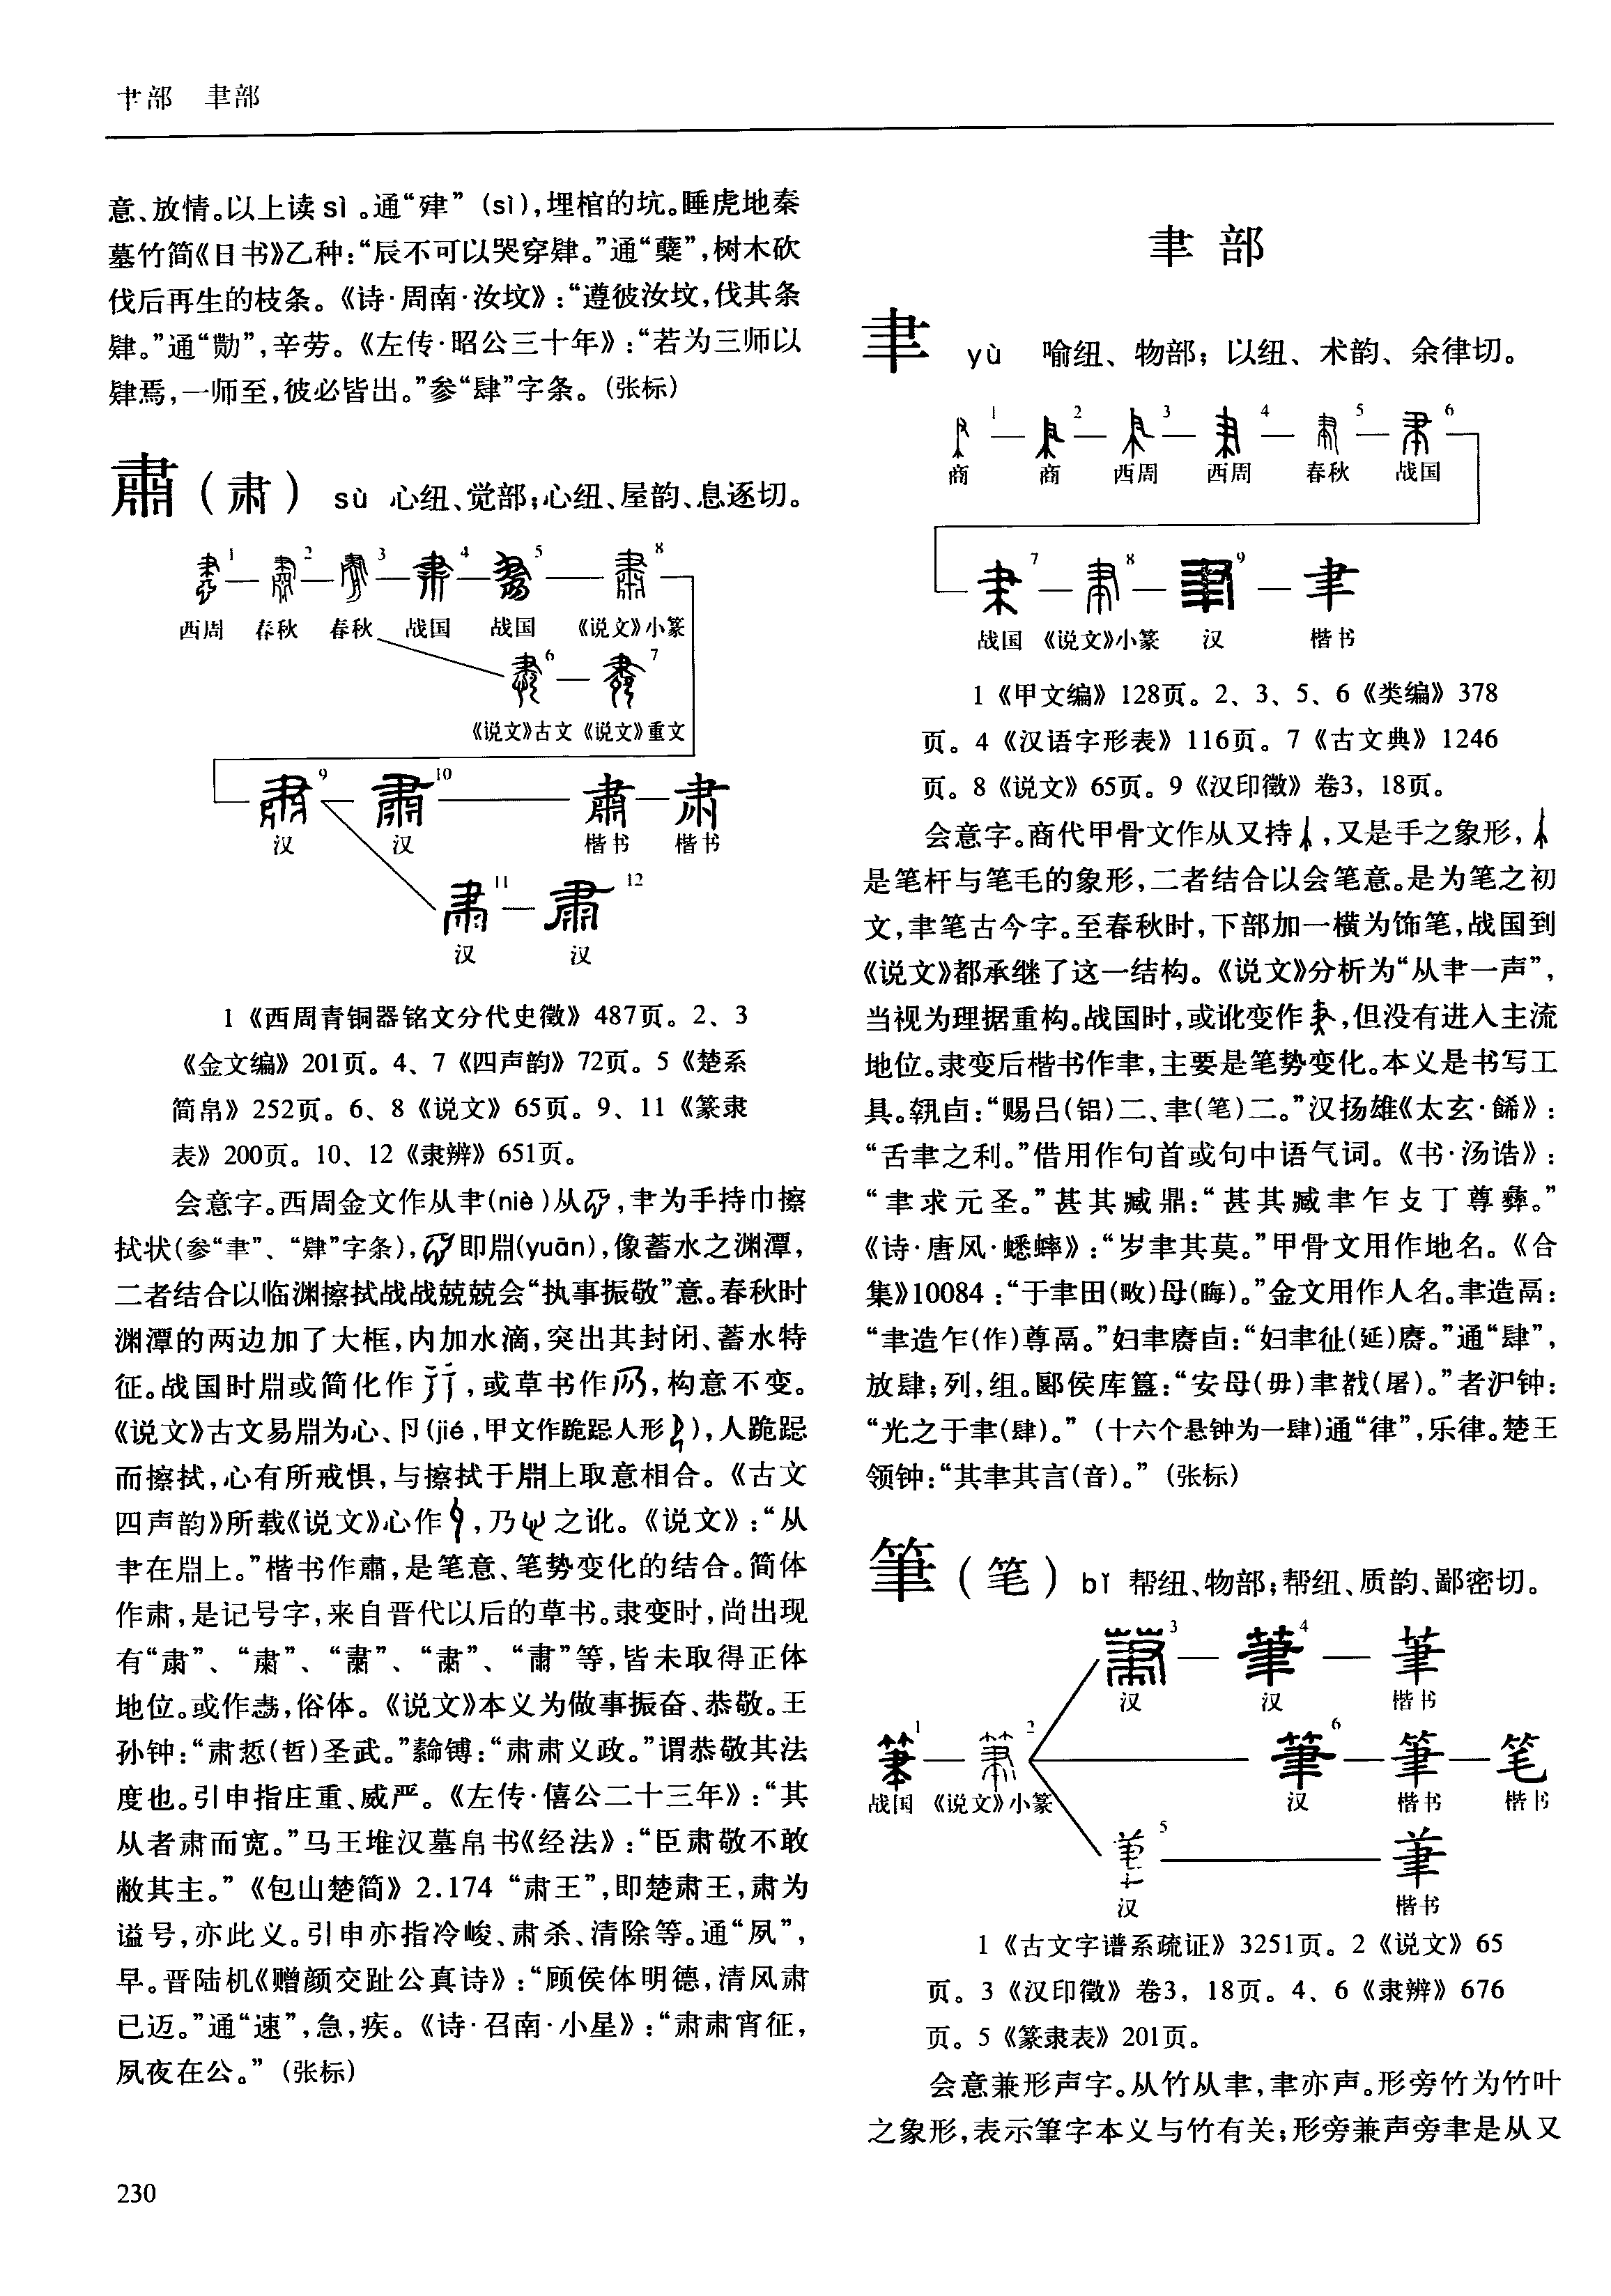 聿部
意、放情。以上读sì。通“肂”(sì),埋棺的坑。睡虎地秦
墓竹简《日书》乙种:“辰不可以哭穿肄。”通“蘖”,树木砍
伐后再生的枝条。《诗·周南·汝坟》:“遵彼汝坟,伐其条
肄。”通“勚”,辛劳。《左传·昭公三十年》:“若为三师以
肄焉,一师至,彼必皆出。”参“肆”字条。(张标)
肅(肃) sù 心纽、觉部;心纽、屋韵、息逐切。
1 2 3 4 5 8
西周 春秋 春秋 战国 战国 《说文》小篆
6 7
《说文》古文 《说文》重文
9 10 肅 肃
汉 汉 楷书 楷书
11 12
汉 汉
1《西周青铜器铭文分代史徵》487页。2、3
《金文编》201页。4、7《四声韵》72页。5《楚系
简帛》252页。6、8《说文》65页。9、11《篆隶
表》200页。10、12《隶辨》651页。
会意字。西周金文作从𦘒(niè)从,𦘒为手持巾擦
拭状(参“聿”、“肄”字条),即𣶒(yuān),像蓄水之渊潭,
二者结合以临渊擦拭战战兢兢会“执事振敬”意。春秋时
渊潭的两边加了大框,内加水滴,突出其封闭、蓄水特
征。战国时𣶒或简化作,或草书作,构意不变。
《说文》古文易𣶒为心、卪(jié,甲文作跪跽人形),人跪跽
而擦拭,心有所戒惧,与擦拭于𣶒上取意相合。《古文
四声韵》所载《说文》心作,乃之讹。《说文》:“从
𦘒在𣶒上。”楷书作肅,是笔意、笔势变化的结合。简体
作肃,是记号字,来自晋代以后的草书。隶变时,尚出现
有“”、“”、“”、“”、“”等,皆未取得正体
地位。或作,俗体。《说文》本义为做事振奋、恭敬。王
孙钟:“肃悊(哲)圣武。”镈:“肃肃义政。”谓恭敬其法
度也。引申指庄重、威严。《左传·僖公二十三年》:“其
从者肃而宽。”马王堆汉墓帛书《经法》:“臣肃敬不敢
敝其主。”《包山楚简》2.174“肃王”,即楚肃王,肃为
谥号,亦此义。引申亦指冷峻、肃杀、清除等。通“夙”,
早。晋陆机《赠颜交趾公真诗》:“顾侯体明德,清风肃
已迈。”通“速”,急,疾。《诗·召南·小星》:“肃肃宵征,
夙夜在公。”(张标)
230
聿部
聿 yù 喻纽、物部;以纽、术韵、余律切。
1 2 3 4 5 6
商 商 西周 西周 春秋 战国
7 8 9 聿
战国 《说文》小篆 汉 楷书
1《甲文编》128页。2、3、5、6《类编》378
页。4《汉语字形表》116页。7《古文典》1246
页。8《说文》65页。9《汉印徵》卷3,18页。
会意字。商代甲骨文作从又持,又是手之象形,
是笔杆与笔毛的象形,二者结合以会笔意。是为笔之初
文,聿笔古今字。至春秋时,下部加一横为饰笔,战国到
《说文》都承继了这一结构。《说文》分析为“从𦘒一声”,
当视为理据重构。战国时,或讹变作,但没有进入主流
地位。隶变后楷书作聿,主要是笔势变化。本义是书写工
具。卣:“赐吕(铝)二、聿(笔)二。”汉扬雄《太玄·》:
“舌聿之利。”借用作句首或句中语气词。《书·汤诰》:
“聿求元圣。”甚其臧鼎:“甚其臧聿乍支丁尊彝。”
《诗·唐风·蟋蟀》:“岁聿其莫。”甲骨文用作地名。《合
集》10084:“于聿田(畋)母(晦)。”金文用作人名。聿造鬲:
“聿造乍(作)尊鬲。”妇聿卣:“妇聿(延)。”通“肆”,
放肆;列,组。郾侯库簋:“安母(毋)聿戡(屠)。”者沪钟:
“光之于聿(肆)。”(十六个悬钟为一肆)通“律”,乐律。楚王
领钟:“其聿其言(音)。”(张标)
筆(笔) bǐ 帮纽、物部;帮纽、质韵、鄙密切。
3 4
汉 汉 楷书
1 2 6 筆 笔
战国 《说文》小篆 汉 楷书 楷书
5
汉 楷书
1《古文字谱系疏证》3251页。2《说文》65
页。3《汉印徵》卷3,18页。4、6《隶辨》676
页。5《篆隶表》201页。
会意兼形声字。从竹从聿,聿亦声。形旁竹为竹叶
之象形,表示筆字本义与竹有关;形旁兼声旁聿是从又